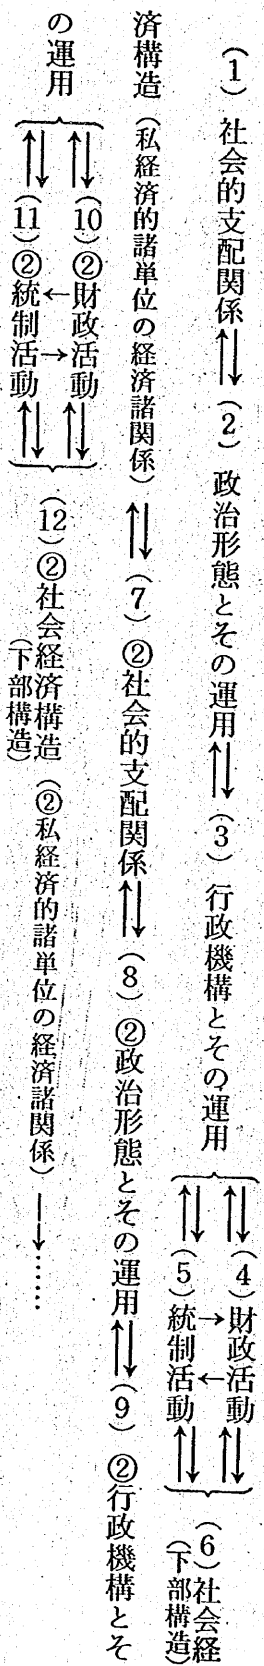 (1) 社会的支配関係⇄(2) 政治形態とその運用⇄(3) 行政機構とその運用{⇄(4)財政活動⇄ ⇄(5)統制活動⇄}(6)社会経(下部構造)
済構造(私経済的諸単位の経済諸関係)⇄(7)②社会的支配関係⇄(8)②政治形態とその運用⇄(9)②行政機構とそ
の運用{⇄(10)②財政活動⇄ ⇄(11)②統制活動⇄}(12)②社会経済構造(下部構造)(②私経済的諸単位の経済諸関係)→……